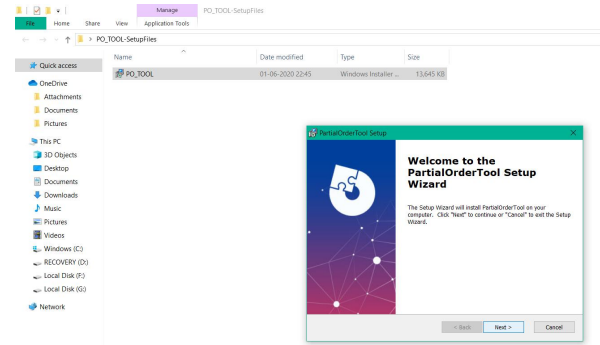 Manage
PO_TOOL-SetupFiles
File
Home
Share
View
Application Tools
PO_TOOL-SetupFiles
Name
Date modified
Type
Size
Quick access
PO_TOOL
01-06-2020 22:45
Windows Installer ...
13,645 KB
OneDrive
Attachments
Documents
Pictures
This PC
3D Objects
Desktop
Documents
Downloads
Music
Pictures
Videos
Windows (C:)
RECOVERY (D:)
Local Disk (F:)
Local Disk (G:)
Network
PartialOrderTool Setup
Welcome to the
PartialOrderTool Setup
Wizard
The Setup Wizard will install PartialOrderTool on your
computer. Click "Next" to continue or "Cancel" to exit the Setup
Wizard.
< Back
Next >
Cancel